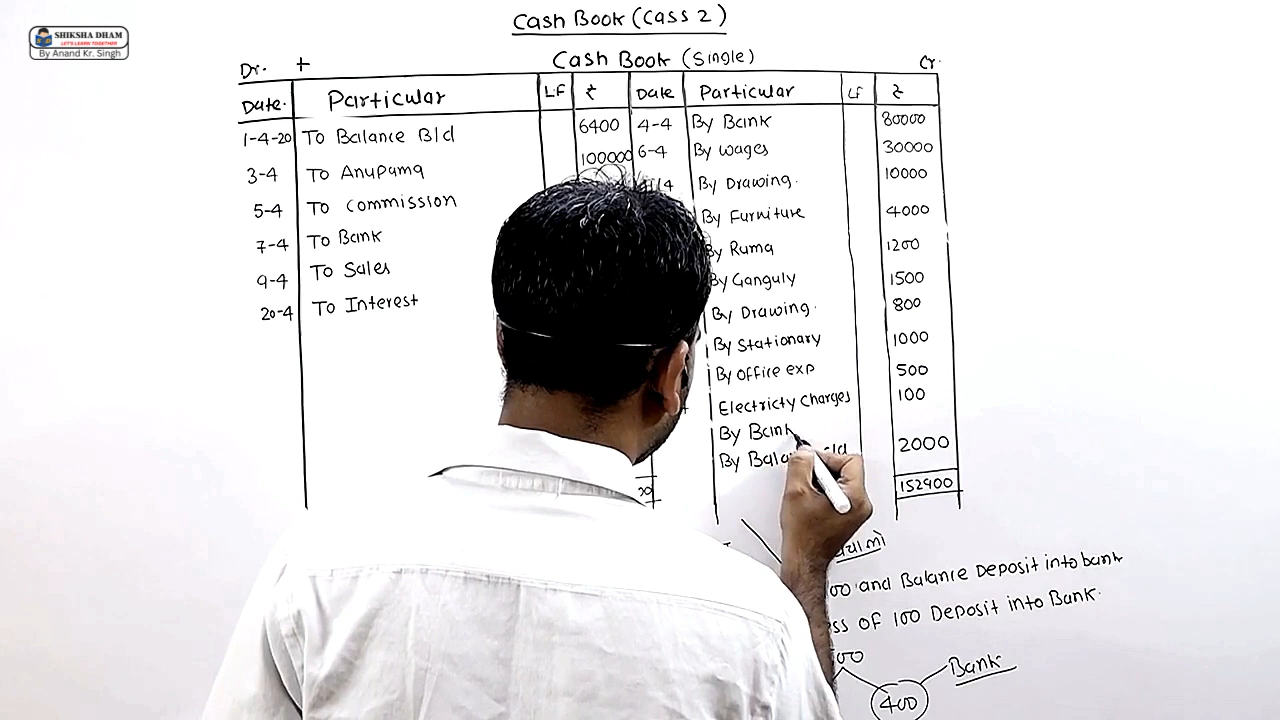 SHIKSHA DHAM
LET'S LEARN TOGETHER
By Anand Kr. Singh
Cash Book (Cass 2)
Dr. + Cash Book (Single) Cr.
Date. Particular L.F ₹ Date Particular LF ₹
1-4-20 To Balance B/d 6400 4-4 By Bank 80000
3-4 To Anupama 100000 6-4 By wages 30000
5-4 To commission By Drawing. 10000
7-4 To Bank By Furniture 4000
9-4 To Sales By Ruma 1200
20-4 To Interest By Ganguly 1500
By Drawing. 800
By Stationary 1000
By office exp 500
Electricty charges 100
By Bank
By 2000
152400
00 and Balance Deposit into bank
of 100 Deposit into Bank.
Bank
400